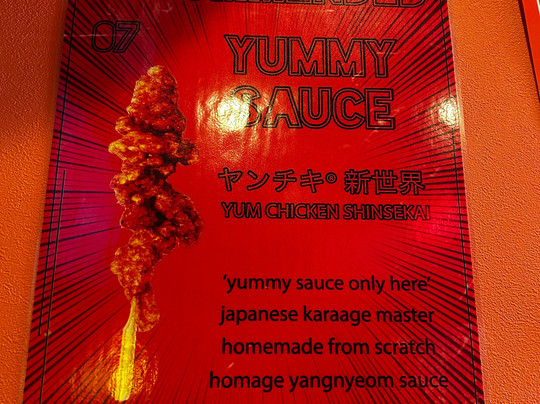 07
YUMMY
SAUCE
ヤンチキ® 新世界
YUM CHICKEN SHINSEKAI
'yummy sauce only here'
japanese karaage master
homemade from scratch
homage yangnyeom sauce